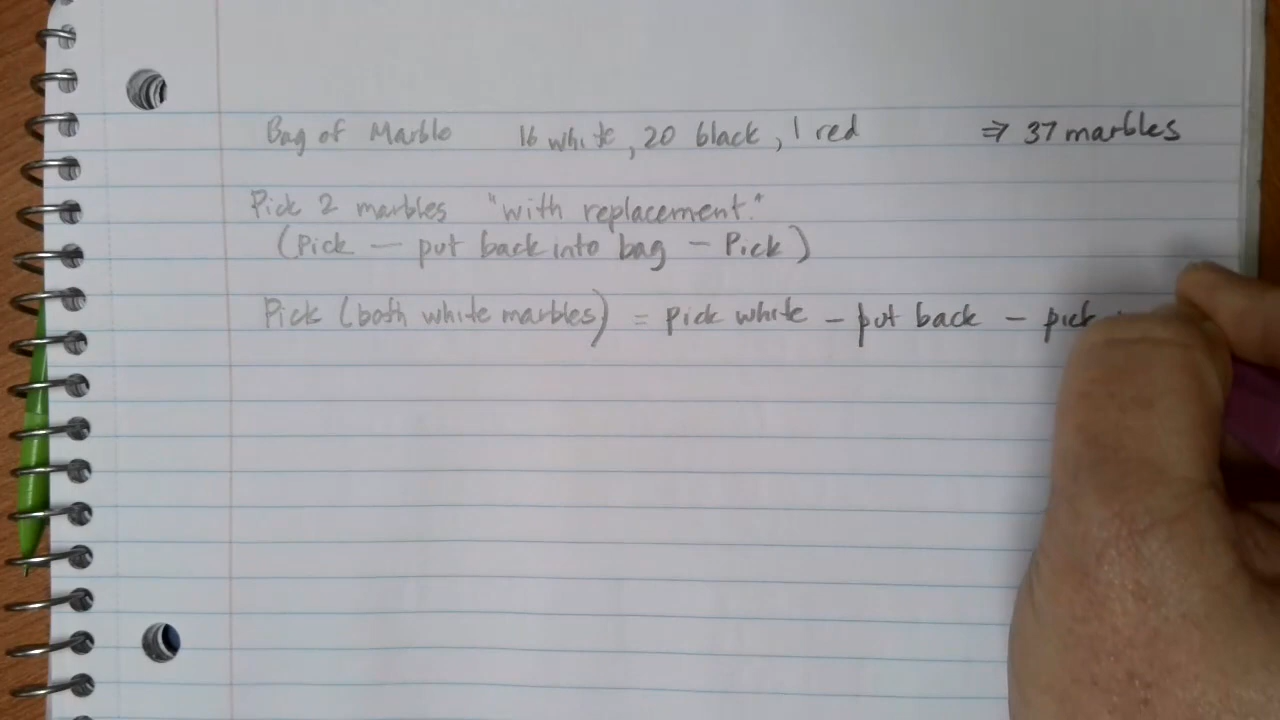 Bag of Marble 16 white, 20 black, 1 red ⇒ 37 marbles
Pick 2 marbles "with replacement."
(Pick — put back into bag — Pick)
Pick (both white marbles) = pick white — put back — pick